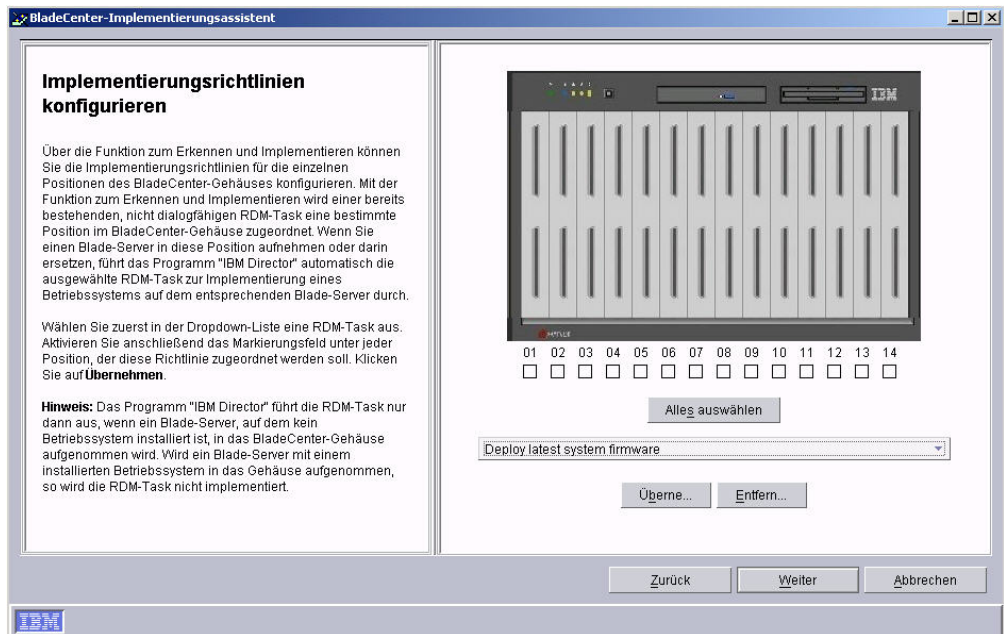 BladeCenter-Implementierungsassistent
Implementierungsrichtlinien
konfigurieren
Über die Funktion zum Erkennen und Implementieren können
Sie die Implementierungsrichtlinien für die einzelnen
Positionen des BladeCenter-Gehäuses konfigurieren. Mit der
Funktion zum Erkennen und Implementieren wird einer bereits
bestehenden, nicht dialogfähigen RDM-Task eine bestimmte
Position im BladeCenter-Gehäuse zugeordnet. Wenn Sie
einen Blade-Server in diese Position aufnehmen oder darin
ersetzen, führt das Programm "IBM Director" automatisch die
ausgewählte RDM-Task zur Implementierung eines
Betriebssystems auf dem entsprechenden Blade-Server durch.
Wählen Sie zuerst in der Dropdown-Liste eine RDM-Task aus.
Aktivieren Sie anschließend das Markierungsfeld unter jeder
Position, der diese Richtlinie zugeordnet werden soll. Klicken
Sie auf Übernehmen.
Hinweis: Das Programm "IBM Director" führt die RDM-Task nur
dann aus, wenn ein Blade-Server, auf dem kein
Betriebssystem installiert ist, in das BladeCenter-Gehäuse
aufgenommen wird. Wird ein Blade-Server mit einem
installierten Betriebssystem in das Gehäuse aufgenommen,
so wird die RDM-Task nicht implementiert.
IBM
01 02 03 04 05 06 07 08 09 10 11 12 13 14
Alles auswählen
Deploy latest system firmware
Überne... Entfern...
Zurück Weiter Abbrechen
IBM